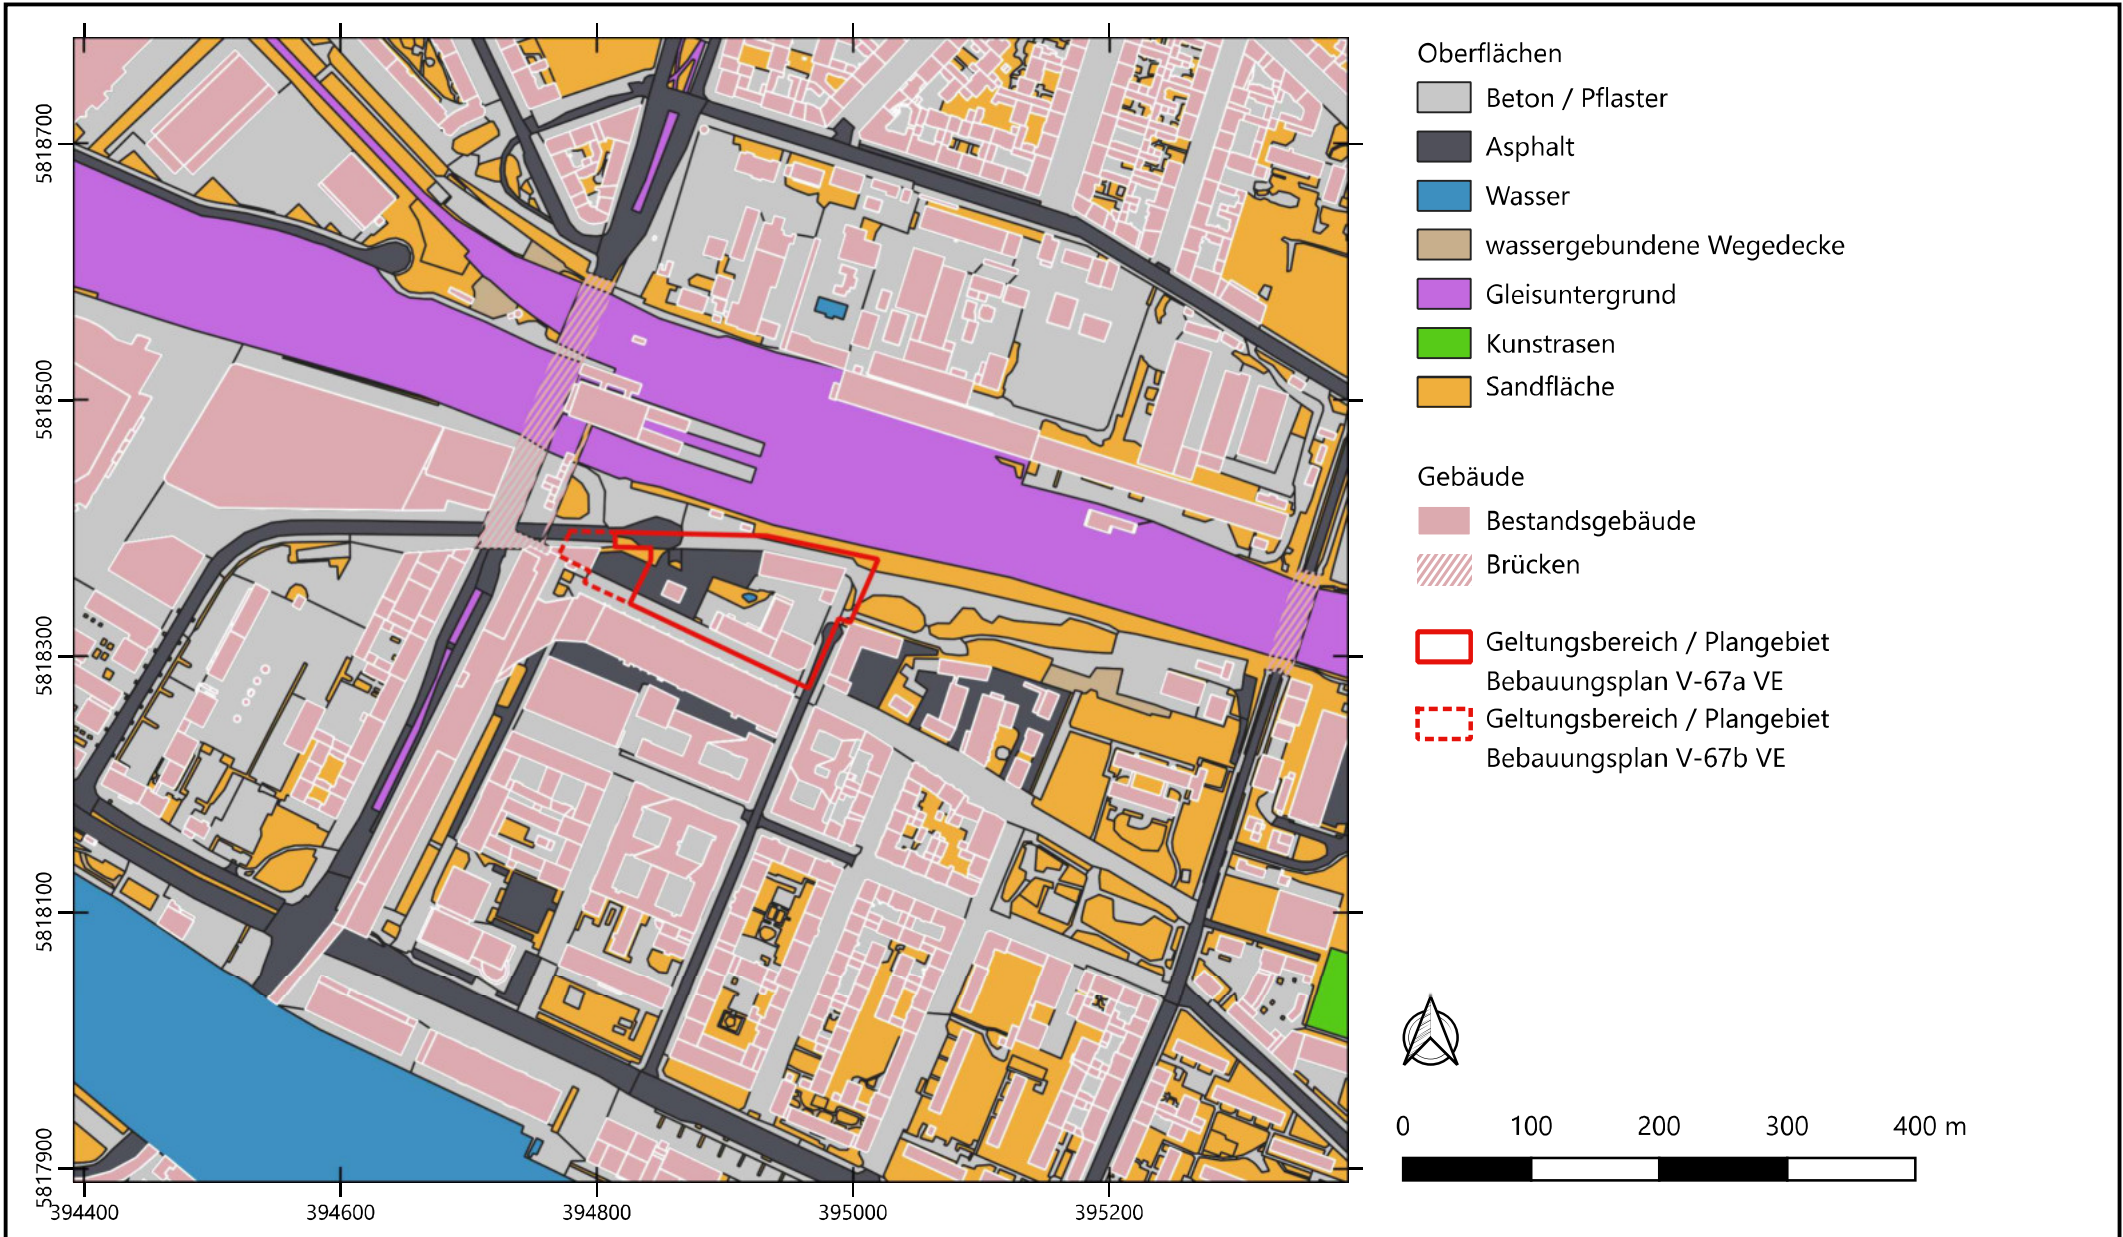 Oberflächen
Beton / Pflaster
Asphalt
Wasser
wassergebundene Wegedecke
Gleisuntergrund
Kunstrasen
Sandfläche
Gebäude
Bestandsgebäude
Brücken
Geltungsbereich / Plangebiet
Bebauungsplan V-67a VE
Geltungsbereich / Plangebiet
Bebauungsplan V-67b VE
0 100 200 300 400 m
5818700
5818500
5818300
5818100
5817900
394400 394600 394800 395000 395200